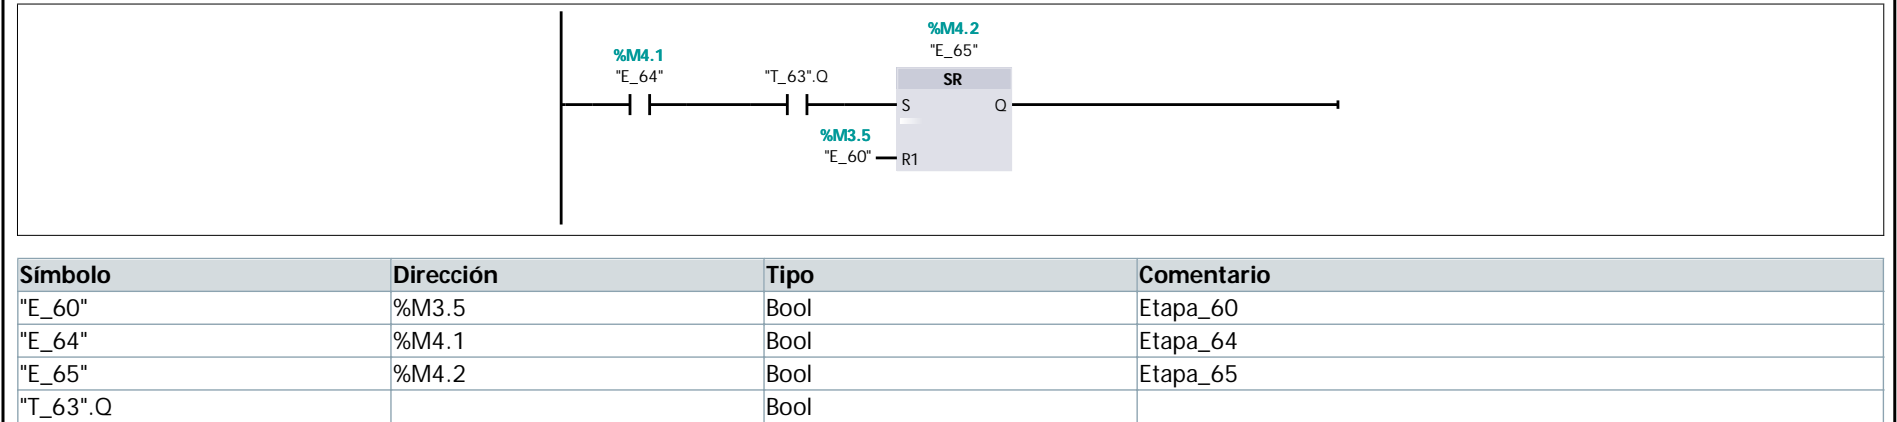 %M4.2
"E_65"
%M4.1
"E_64"
"T_63".Q
SR
S Q
%M3.5
"E_60"
R1
Símbolo Dirección Tipo Comentario
"E_60" %M3.5 Bool Etapa_60
"E_64" %M4.1 Bool Etapa_64
"E_65" %M4.2 Bool Etapa_65
"T_63".Q Bool